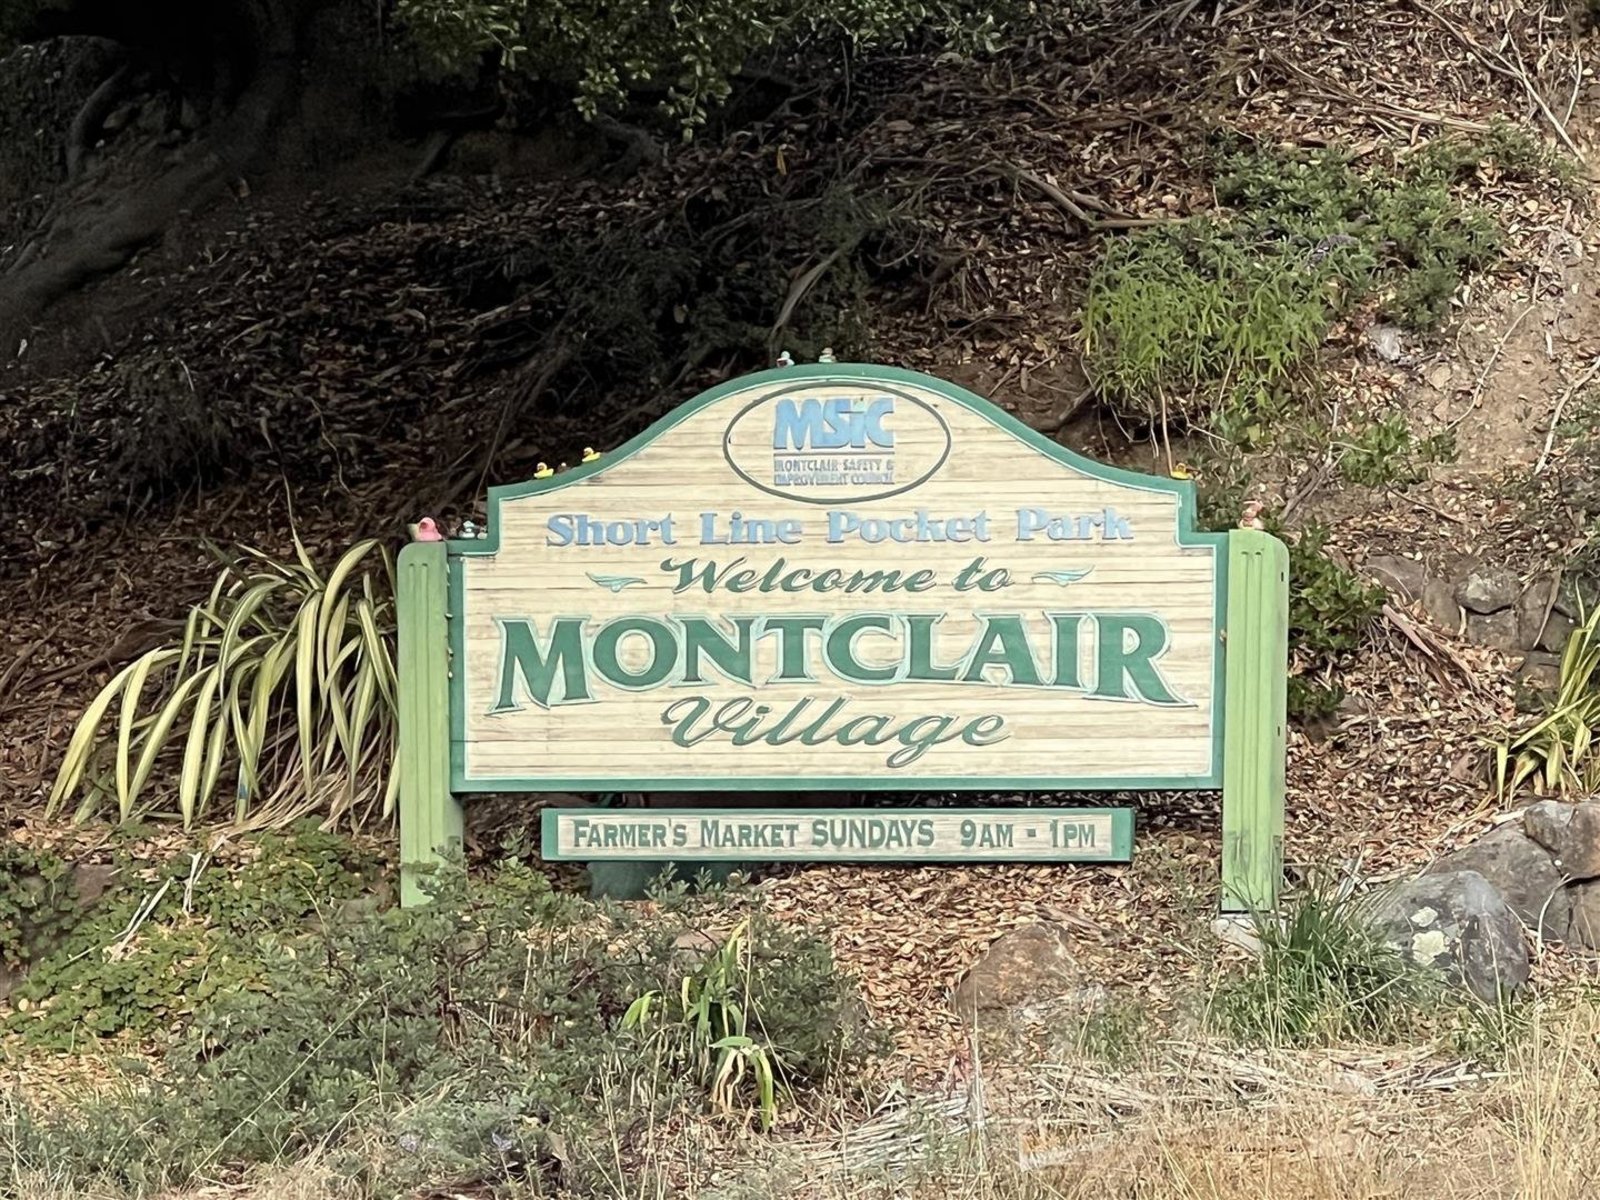 MSiC
MONTCLAIR SAFETY &
IMPROVEMENT COUNCIL
Short Line Pocket Park
Welcome to
MONTCLAIR
Village
FARMER'S MARKET SUNDAYS 9AM - 1PM